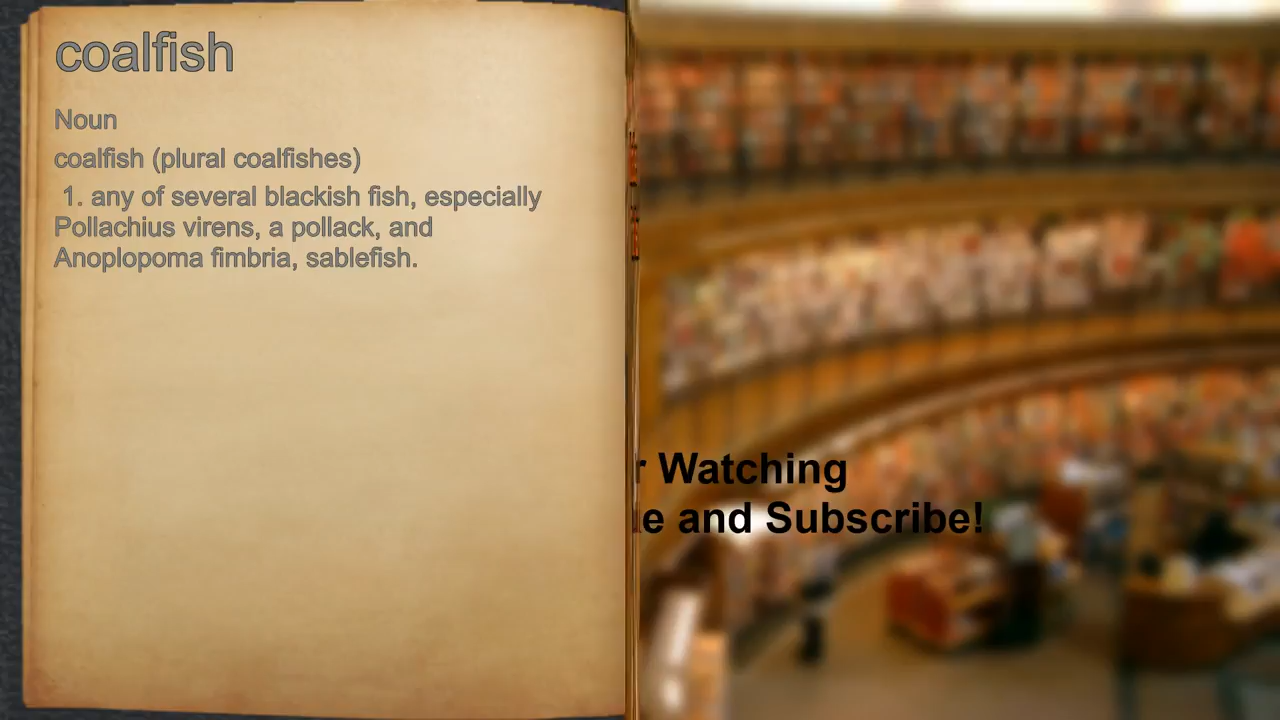 coalfish
Noun
coalfish (plural coalfishes)
1. any of several blackish fish, especially
Pollachius virens, a pollack, and
Anoplopoma fimbria, sablefish.
r Watching
e and Subscribe!